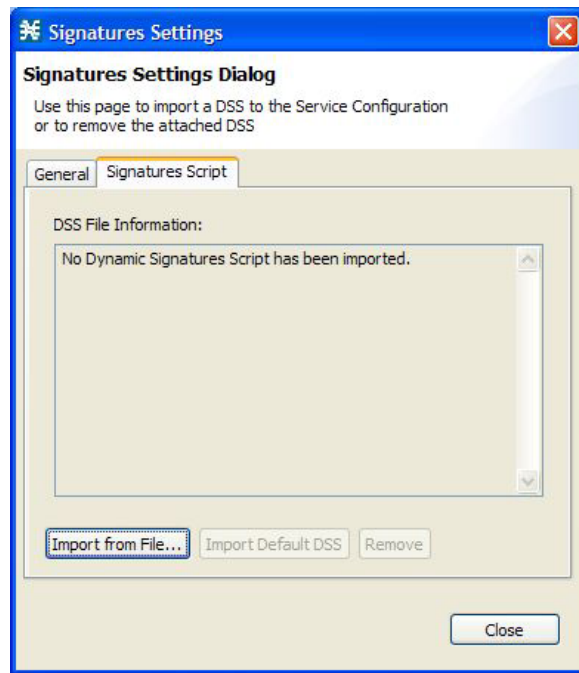 Signatures Settings
Signatures Settings Dialog
Use this page to import a DSS to the Service Configuration
or to remove the attached DSS
General Signatures Script
DSS File Information:
No Dynamic Signatures Script has been imported.
Import from File... Import Default DSS Remove
Close